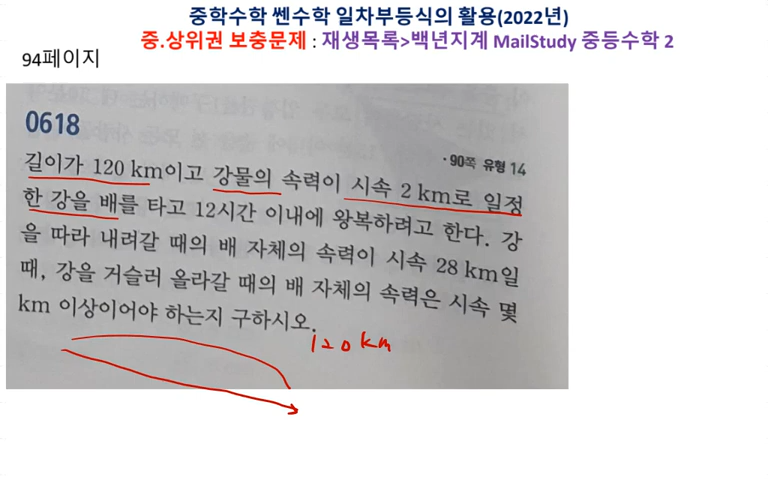 중학수학 쎈수학 일차부등식의 활용(2022년)
중.상위권 보충문제 : 재생목록>백년지계 MailStudy 중등수학 2
94페이지
0618
· 90쪽 유형 14
길이가 120 km이고 강물의 속력이 시속 2 km로 일정
한 강을 배를 타고 12시간 이내에 왕복하려고 한다. 강
을 따라 내려갈 때의 배 자체의 속력이 시속 28 km일
때, 강을 거슬러 올라갈 때의 배 자체의 속력은 시속 몇
km 이상이어야 하는지 구하시오.
120 km